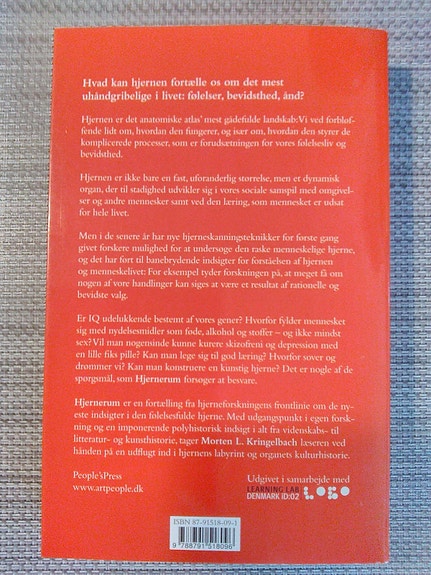 Hvad kan hjernen fortælle os om det mest
uhåndgribelige i livet: følelser, bevidsthed, ånd?
Hjernen er det anatomiske atlas' mest gådefulde landskab: Vi ved forbløf-
fende lidt om, hvordan den fungerer, og især om, hvordan den styrer de
komplicerede processer, som er forudsætningen for vores følelsesliv og
bevidsthed.
Hjernen er ikke bare en fast, uforanderlig størrelse, men et dynamisk
organ, der til stadighed udvikler sig i vores sociale samspil med omgivel-
ser og andre mennesker samt ved den læring, som mennesket er udsat
for hele livet.
Men i de senere år har nye hjerneskanningsteknikker for første gang
givet forskere mulighed for at undersøge den raske menneskelige hjerne,
og det har ført til banebrydende indsigter for forståelsen af hjernen
og menneskelivet: For eksempel tyder forskningen på, at meget få om
nogen af vores handlinger kan siges at være et resultat af rationelle og
bevidste valg.
Er IQ udelukkende bestemt af vores gener? Hvorfor fylder mennesket
sig med nydelsesmidler som føde, alkohol og stoffer – og ikke mindst
sex? Vil man nogensinde kunne kurere skizofreni og depression med
en lille fiks pille? Kan man lege sig til god læring? Hvorfor sover og
drømmer vi? Kan man konstruere en kunstig hjerne? Det er nogle af de
spørgsmål, som Hjernerum forsøger at besvare.
Hjernerum er en fortælling fra hjerneforskningens frontlinie om de ny-
este indsigter i den følelsesfulde hjerne. Med udgangspunkt i egen forsk-
ning og en imponerende polyhistorisk indsigt i alt fra videnskabs- til
litteratur- og kunsthistorie, tager Morten L. Kringelbach læseren ved
hånden på en udflugt ind i hjernens labyrint og organets kulturhistorie.
People'sPress
www.artpeople.dk
Udgivet i samarbejde med
LEARNING LAB
DENMARK ID:02
ISBN 87-91518-09-1
9 788791 518096